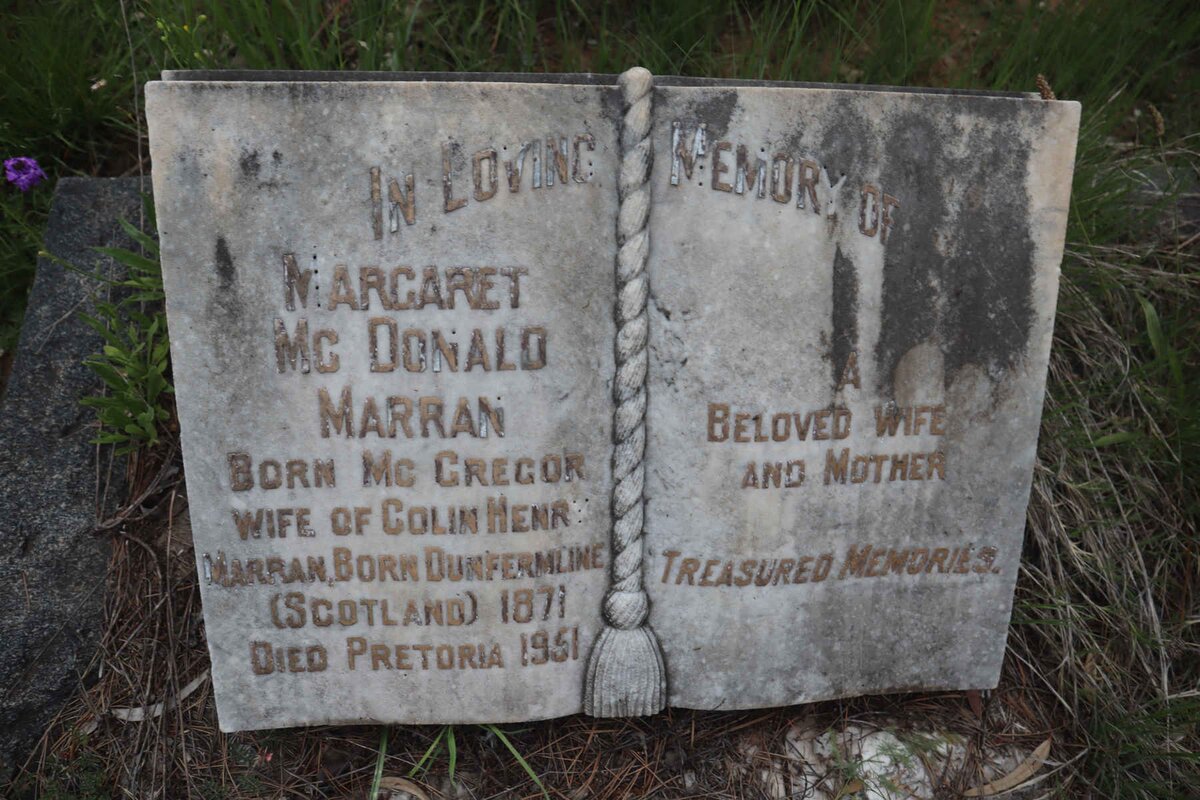 IN LOVING MEMORY OF
MARGARET
MC DONALD
MARRAN
BORN MC GREGOR
WIFE OF COLIN HENR
MARRAN, BORN DUNFERMLINE
(SCOTLAND) 1871
DIED PRETORIA 1951
A
BELOVED WIFE
AND MOTHER
TREASURED MEMORIES.